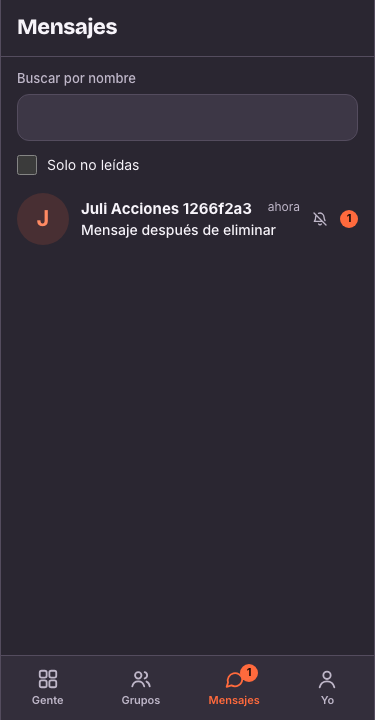 Mensajes
Buscar por nombre
Solo no leídas
J
Juli Acciones 1266f2a3 ahora
Mensaje después de eliminar
1
1
Gente Grupos Mensajes Yo